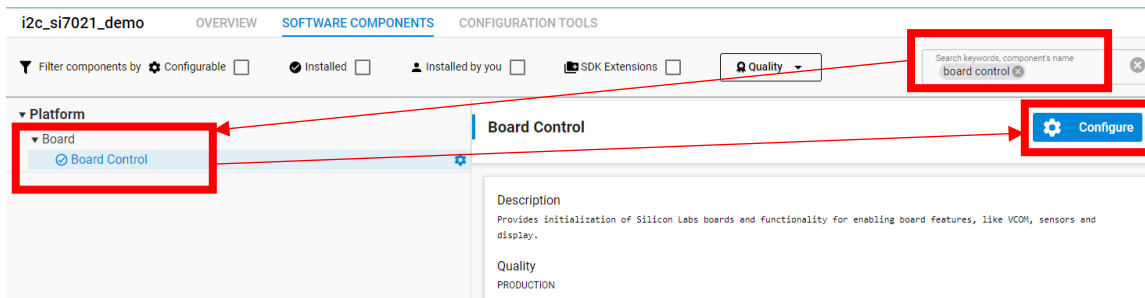 i2c_si7021_demo OVERVIEW SOFTWARE COMPONENTS CONFIGURATION TOOLS
Filter components by Configurable Installed Installed by you SDK Extensions Quality
Search keywords, component's name
board control
Platform
Board
Board Control
Board Control
Configure
Description
Provides initialization of Silicon Labs boards and functionality for enabling board features, like VCOM, sensors and
display.
Quality
PRODUCTION